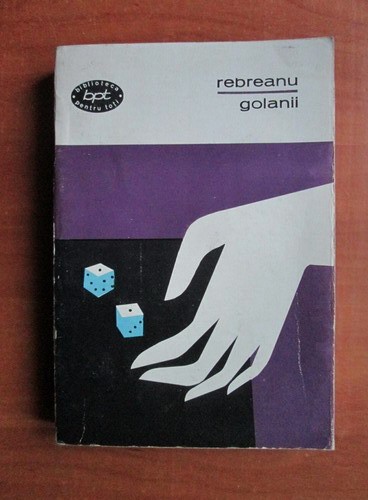 biblioteca
bpt
pentru toți
rebreanu
golanii